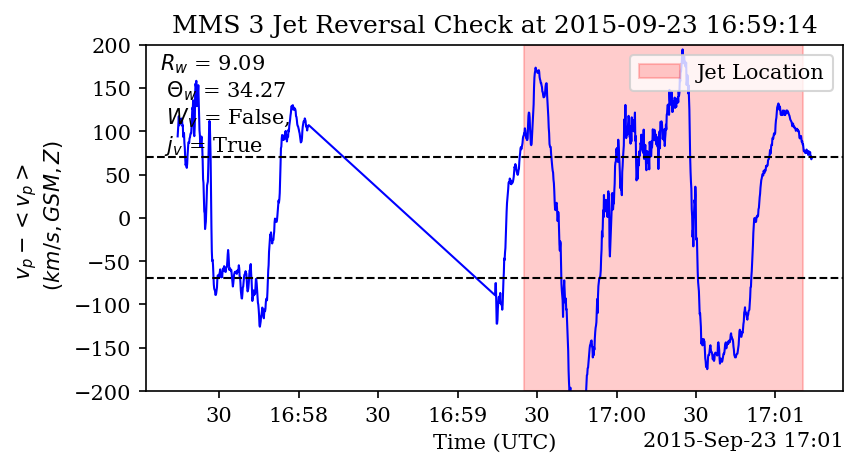 MMS 3 Jet Reversal Check at 2015-09-23 16:59:14
R_w = 9.09
Θ_w = 34.27
W_v = False,
j_v = True
Jet Location
v_p − < v_p >
(km/s, GSM, Z)
200
150
100
50
0
−50
−100
−150
−200
30 16:58 30 16:59 30 17:00 30 17:01
Time (UTC)
2015-Sep-23 17:01